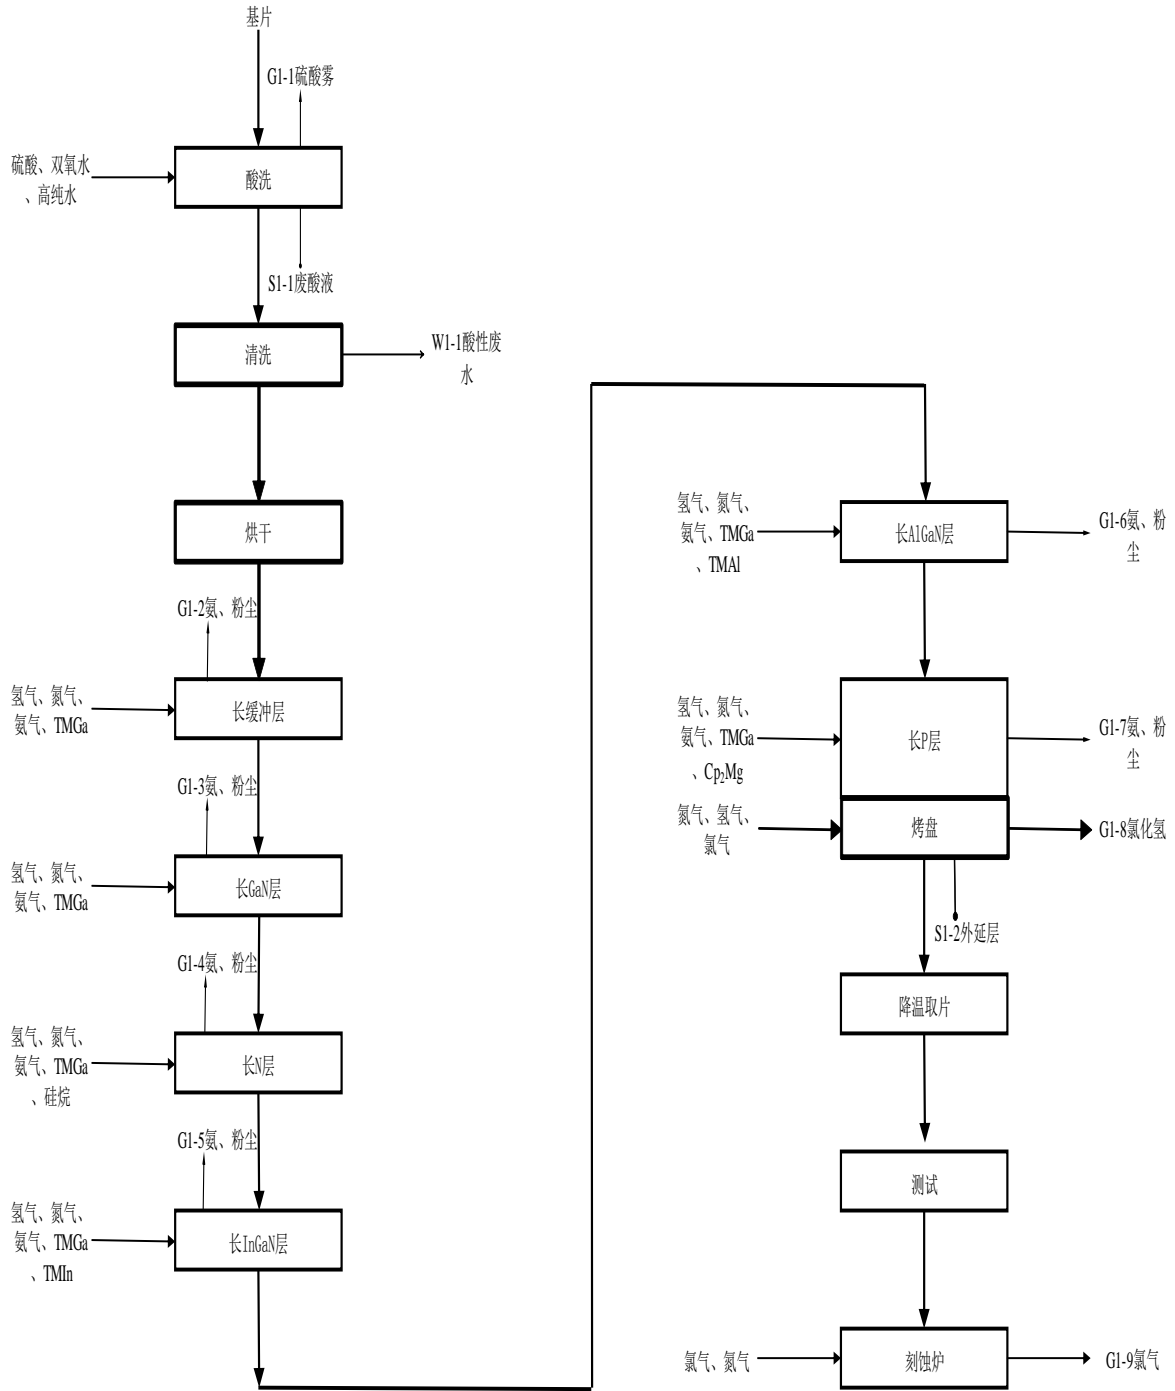 基片
G1-1硫酸雾
硫酸、双氧水
、高纯水
酸洗
S1-1废酸液
清洗
W1-1酸性废
水
烘干
G1-2氨、粉尘
氢气、氮气、
氨气、TMGa
长缓冲层
G1-3氨、粉尘
氢气、氮气、
氨气、TMGa
长GaN层
G1-4氨、粉尘
氢气、氮气、
氨气、TMGa
、硅烷
长N层
G1-5氨、粉尘
氢气、氮气、
氨气、TMGa
、TMIn
长InGaN层
氢气、氮气、
氨气、TMGa
、TMAl
长AlGaN层
G1-6氨、粉
尘
氢气、氮气、
氨气、TMGa
、Cp₂Mg
长P层
G1-7氨、粉
尘
氮气、氢气、
氯气
烤盘
G1-8氯化氢
S1-2外延层
降温取片
测试
氯气、氮气
刻蚀炉
G1-9氯气